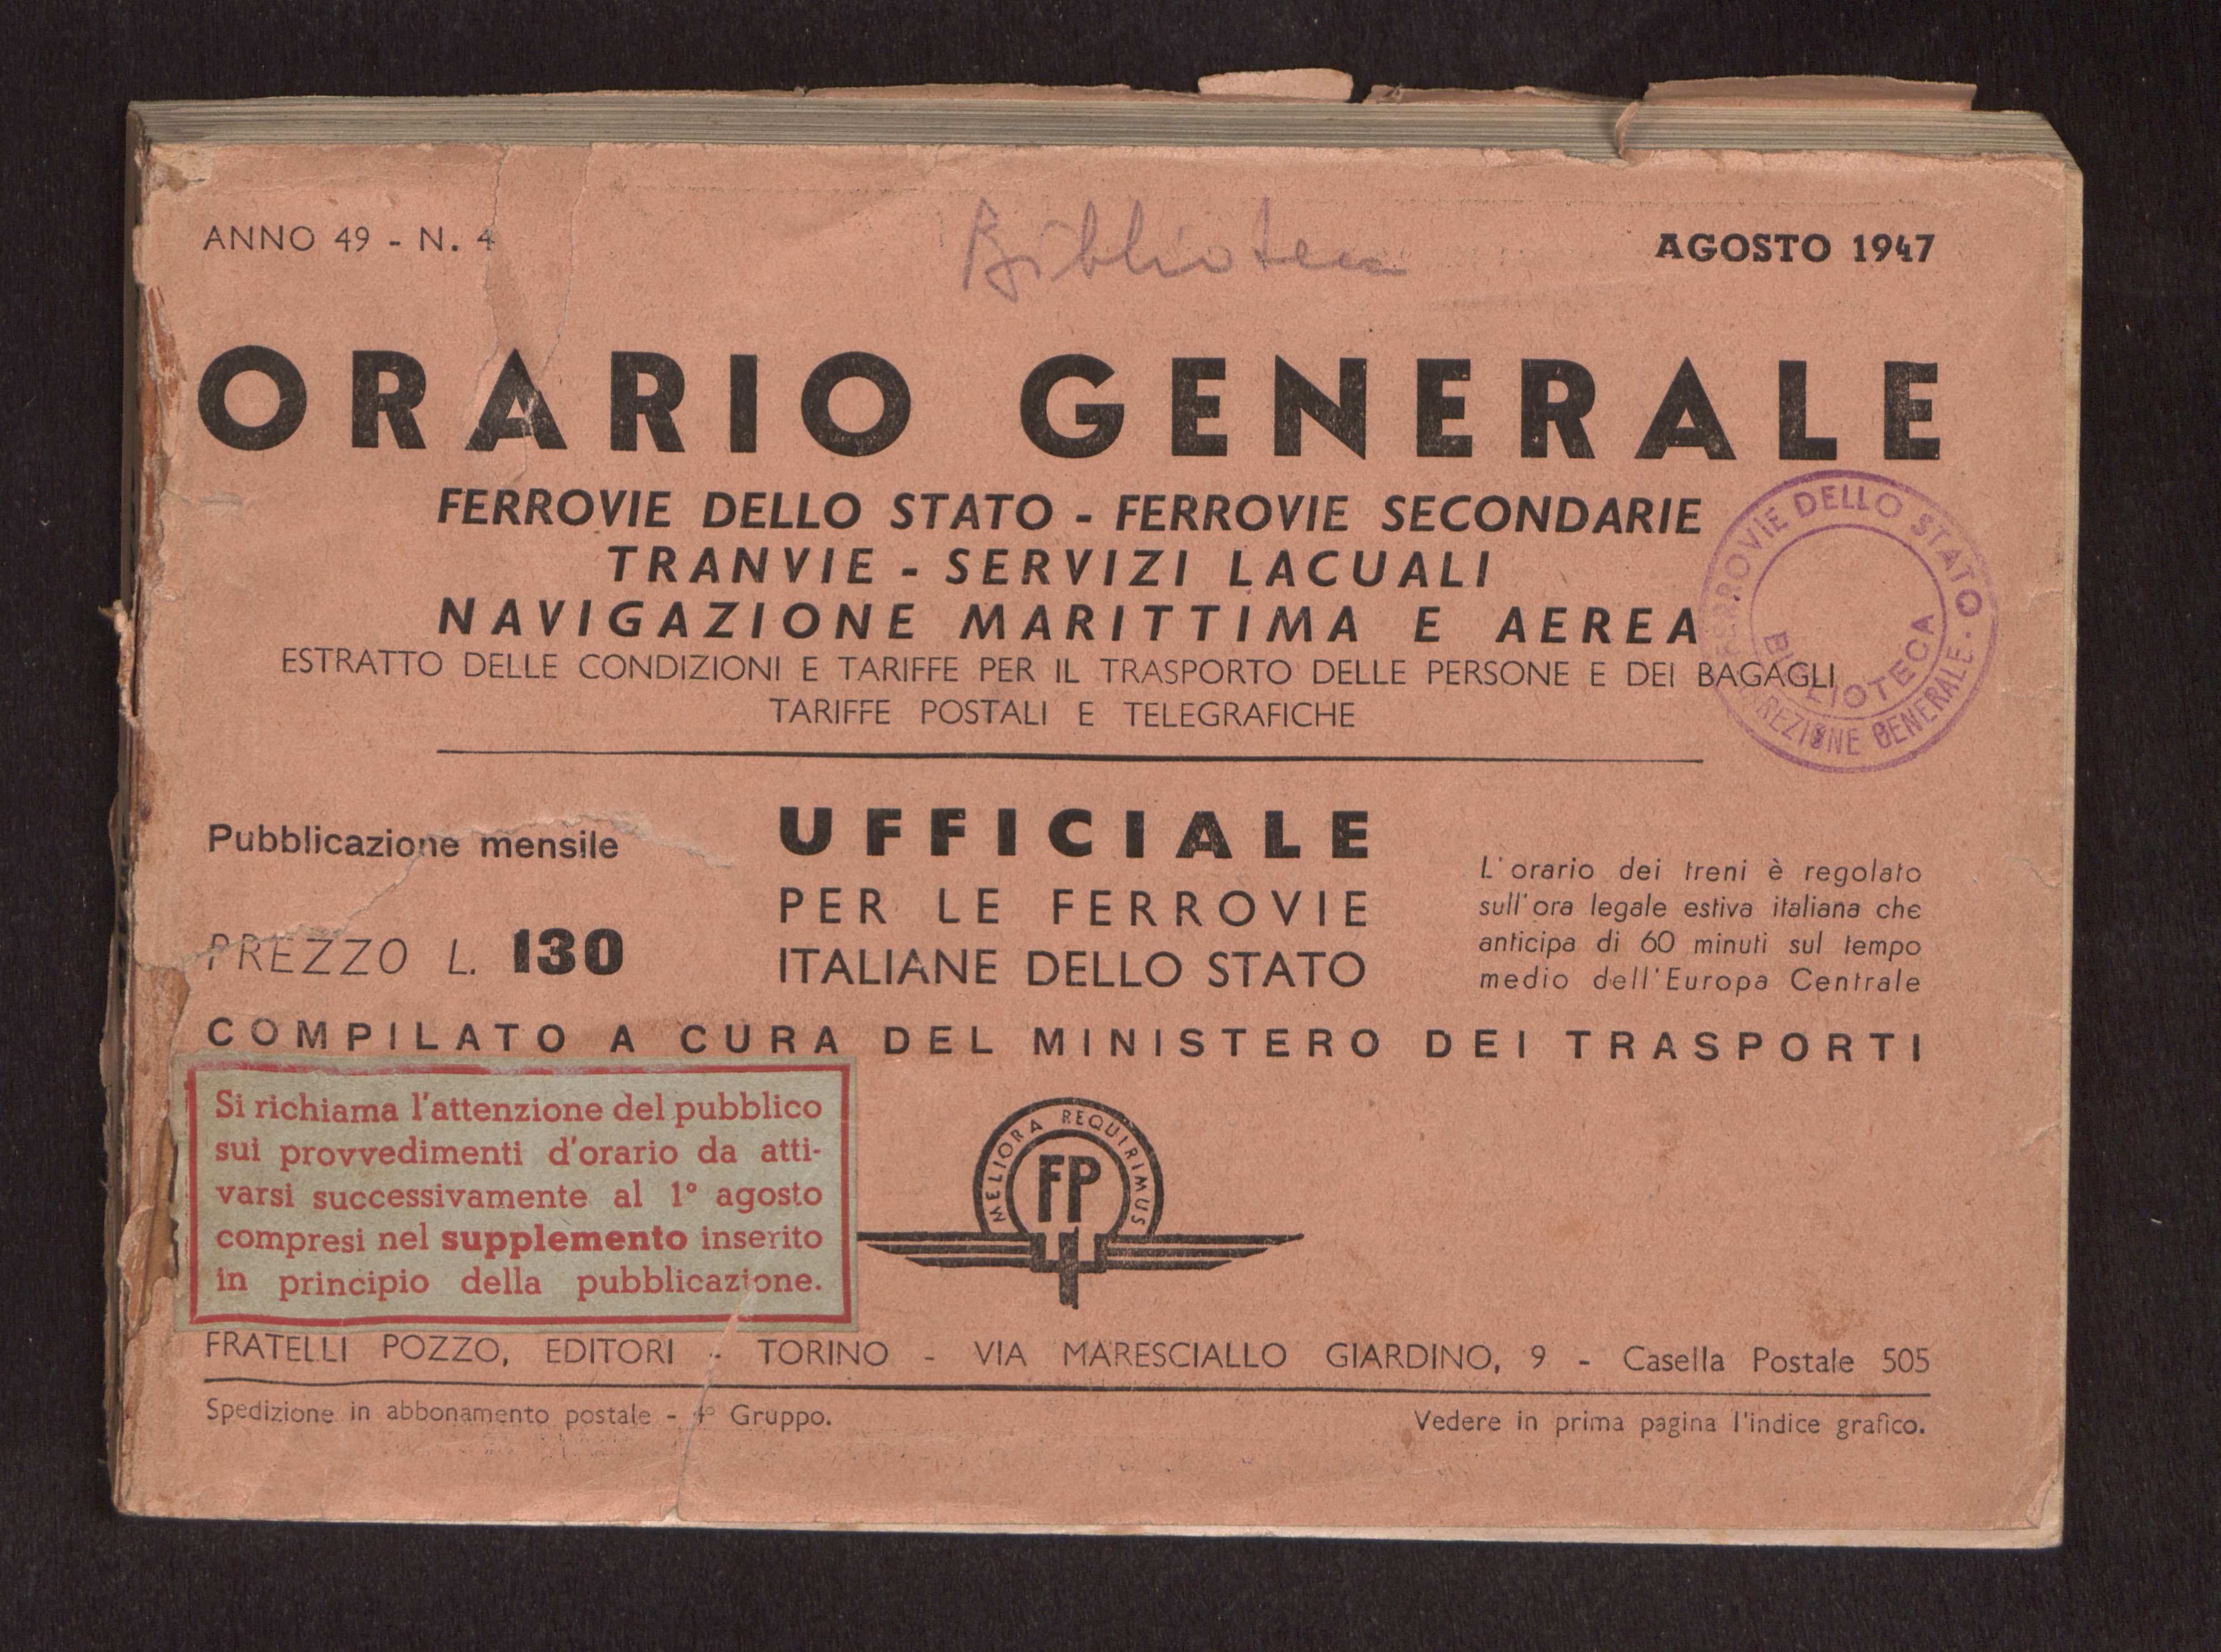 ANNO 49 - N. 4
Biblioteca
AGOSTO 1947
ORARIO GENERALE
FERROVIE DELLO STATO - FERROVIE SECONDARIE
TRANVIE - SERVIZI LACUALI
NAVIGAZIONE MARITTIMA E AEREA
ESTRATTO DELLE CONDIZIONI E TARIFFE PER IL TRASPORTO DELLE PERSONE E DEI BAGAGLI
TARIFFE POSTALI E TELEGRAFICHE
FERROVIE DELLO STATO
BIBLIOTECA
DIREZIONE GENERALE
Pubblicazione mensile
PREZZO L. 130
UFFICIALE
PER LE FERROVIE
ITALIANE DELLO STATO
L'orario dei treni è regolato
sull'ora legale estiva italiana che
anticipa di 60 minuti sul tempo
medio dell'Europa Centrale
COMPILATO A CURA DEL MINISTERO DEI TRASPORTI
Si richiama l'attenzione del pubblico
sui provvedimenti d'orario da atti-
varsi successivamente al 1° agosto
compresi nel supplemento inserito
in principio della pubblicazione.
MELIORA REQUIRIMUS
FP
FRATELLI POZZO, EDITORI - TORINO - VIA MARESCIALLO GIARDINO, 9 - Casella Postale 505
Spedizione in abbonamento postale - 4° Gruppo.
Vedere in prima pagina l'indice grafico.